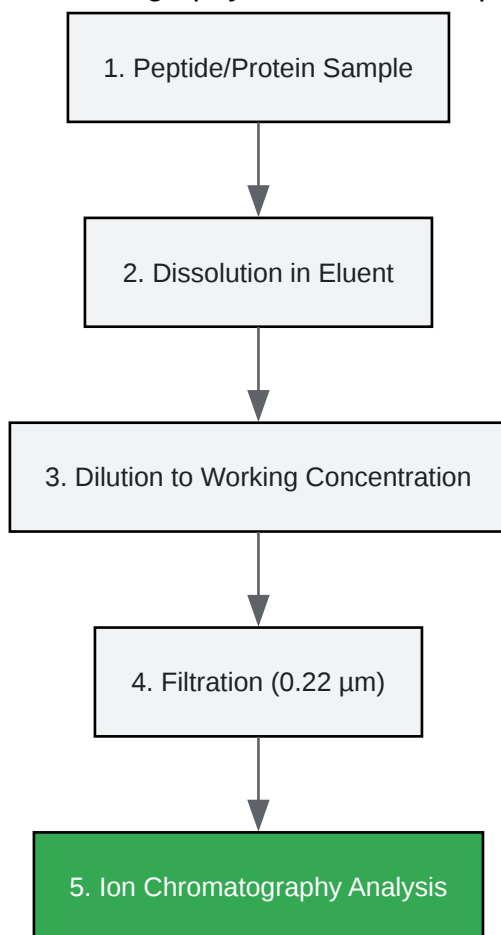 1. Peptide/Protein Sample
2. Dissolution in Eluent
3. Dilution to Working Concentration
4. Filtration (0.22 µm)
5. Ion Chromatography Analysis